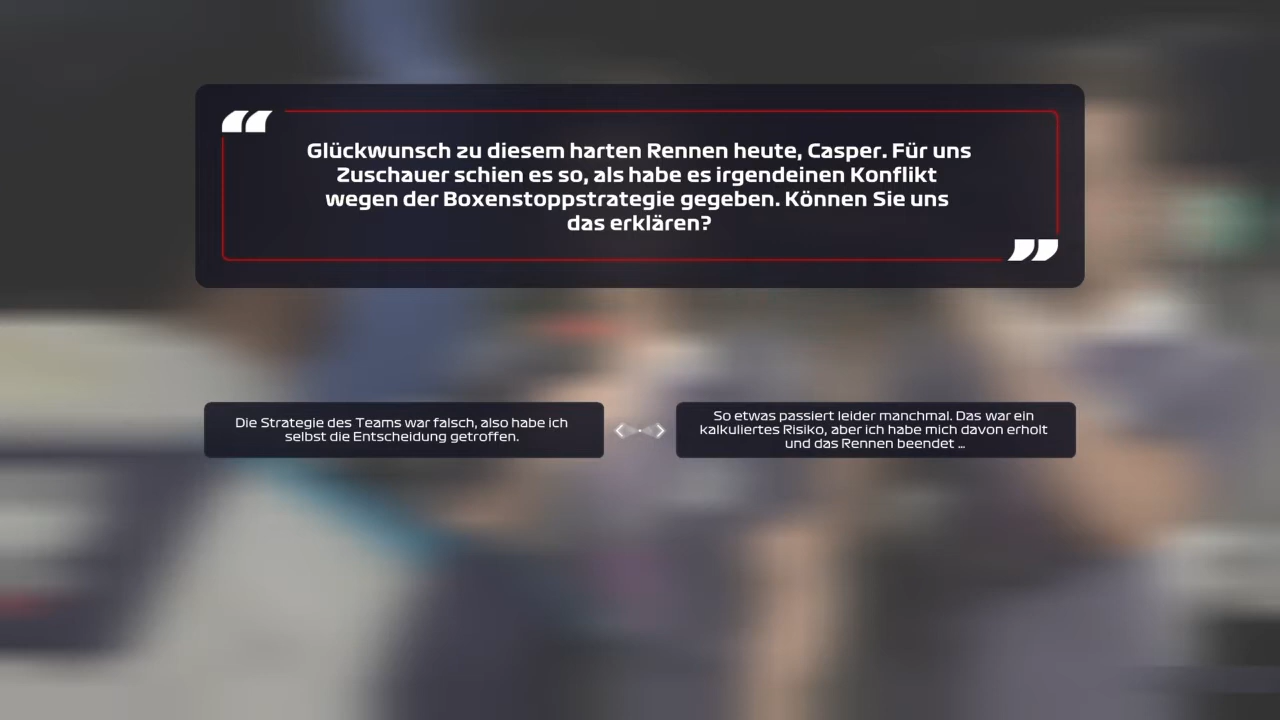 Glückwunsch zu diesem harten Rennen heute, Casper. Für uns
Zuschauer schien es so, als habe es irgendeinen Konflikt
wegen der Boxenstoppstrategie gegeben. Können Sie uns
das erklären?
Die Strategie des Teams war falsch, also habe ich
selbst die Entscheidung getroffen.
So etwas passiert leider manchmal. Das war ein
kalkuliertes Risiko, aber ich habe mich davon erholt
und das Rennen beendet ...